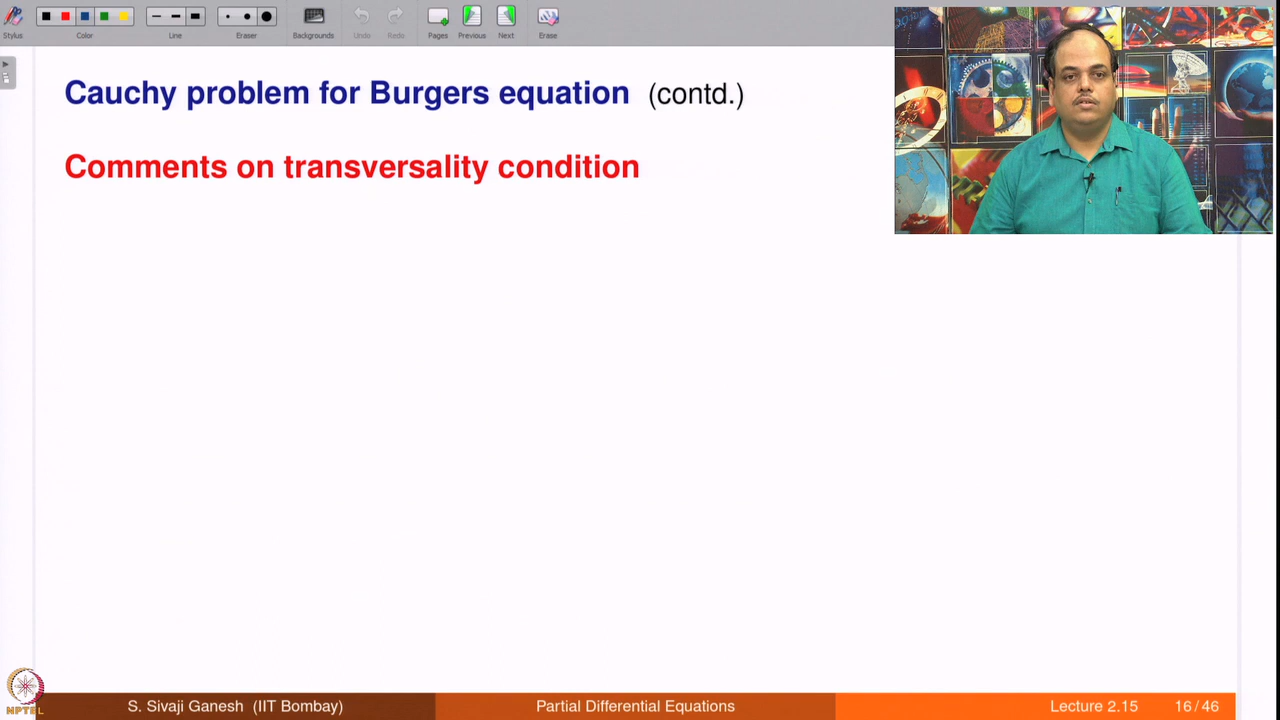 Stylus
Color
Line
Eraser
Backgrounds
Undo
Redo
Pages
Previous
Next
Erase
Cauchy problem for Burgers equation (contd.)
Comments on transversality condition
NPTEL
S. Sivaji Ganesh (IIT Bombay)
Partial Differential Equations
Lecture 2.15
16/46